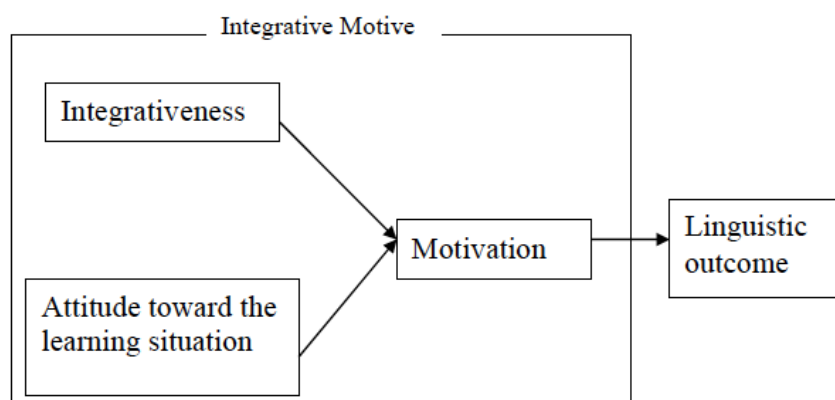 Integrative Motive
Integrativeness
Motivation
Linguistic
outcome
Attitude toward the
learning situation